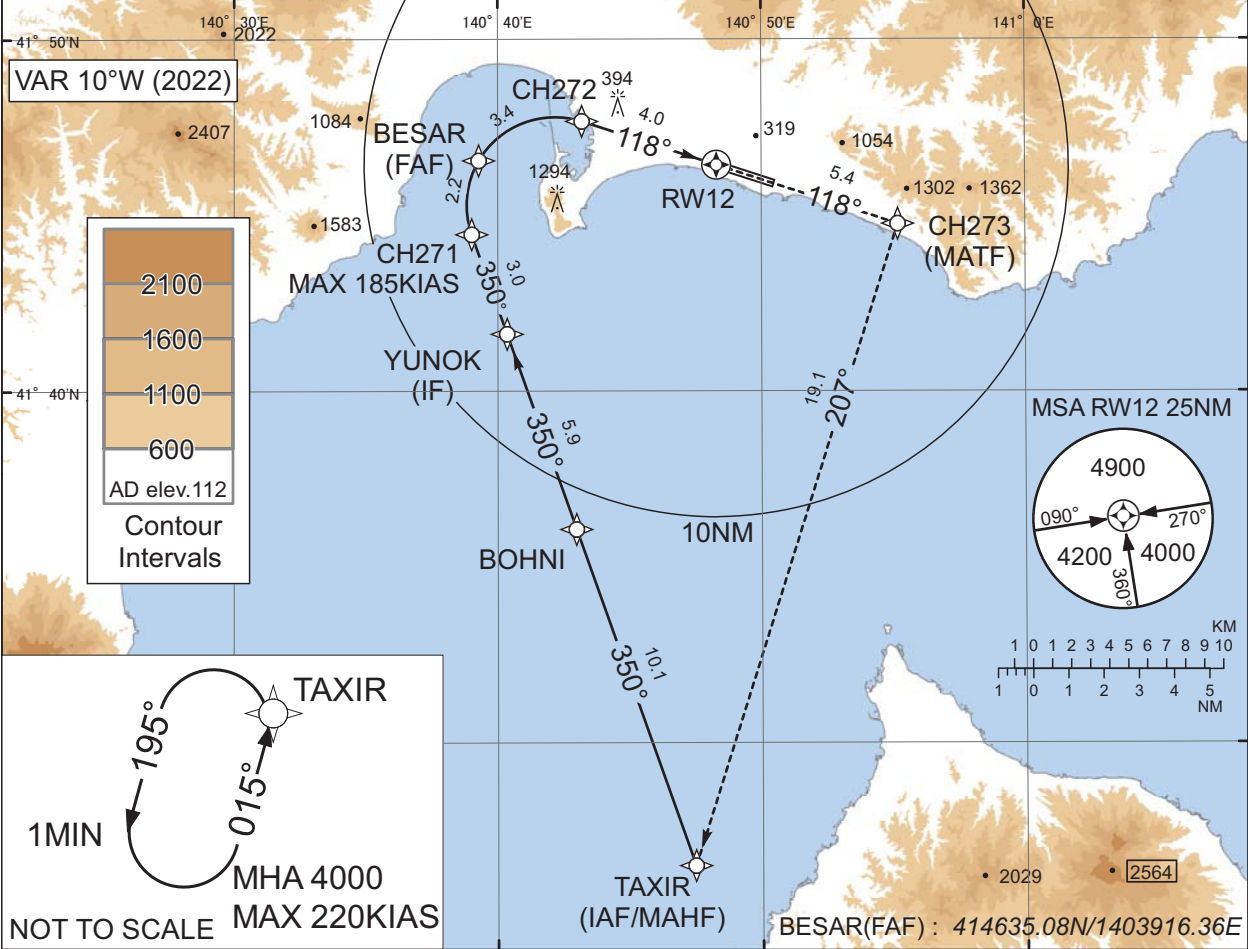 140° 30'E
140° 40'E
140° 50'E
141° 0'E
41° 50'N
2022
VAR 10°W (2022)
2407
1084
BESAR
(FAF)
3.4
CH272
394
4.0
118°
319
1054
1294
RW12
5.4
118°
1302
1362
CH273
(MATF)
2.2
1583
CH271
MAX 185KIAS
3.0
350°
YUNOK
(IF)
41° 40'N
2100
1600
1100
600
AD elev.112
Contour
Intervals
5.9
350°
19.1
207°
10NM
BOHNI
MSA RW12 25NM
4900
090°
270°
4200
4000
360°
KM
1 0 1 2 3 4 5 6 7 8 9 10
1 0 1 2 3 4 5
NM
10.1
350°
TAXIR
195°
015°
1MIN
MHA 4000
MAX 220KIAS
NOT TO SCALE
TAXIR
(IAF/MAHF)
2029
2564
BESAR(FAF) : 414635.08N/1403916.36E